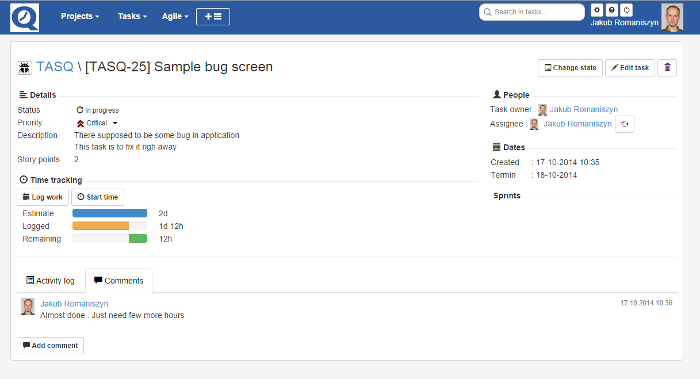 Projects Tasks Agile Search in tasks...
Jakub Romaniszyn
TASQ \ [TASQ-25] Sample bug screen
Change state Edit task
Details
Status In progress
Priority Critical
Description There supposed to be some bug in application
This task is to fix it righ away
Story points 2
Time tracking
Log work Start time
Estimate 2d
Logged 1d 12h
Remaining 12h
People
Task owner : Jakub Romaniszyn
Assignee : Jakub Romaniszyn
Dates
Created : 17-10-2014 10:35
Termin : 18-10-2014
Sprints
Activity log Comments
Jakub Romaniszyn 17 10 2014 10:36
Almost done . Just need few more hours
Add comment